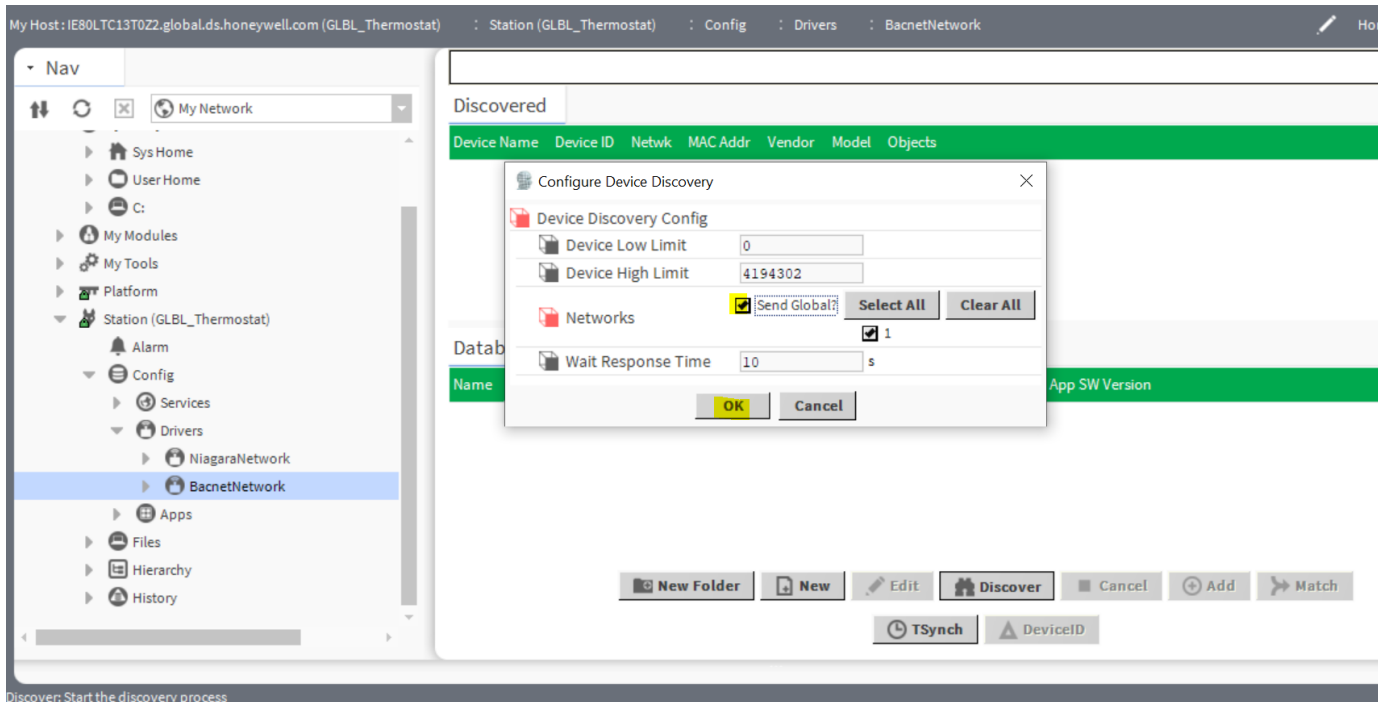 My Host : IE80LTC13T0Z2.global.ds.honeywell.com (GLBL_Thermostat) : Station (GLBL_Thermostat) : Config : Drivers : BacnetNetwork
Nav
My Network
Sys Home
User Home
C:
My Modules
My Tools
Platform
Station (GLBL_Thermostat)
Alarm
Config
Services
Drivers
NiagaraNetwork
BacnetNetwork
Apps
Files
Hierarchy
History
Discovered
Device Name Device ID Netwk MAC Addr Vendor Model Objects
Configure Device Discovery
Device Discovery Config
Device Low Limit 0
Device High Limit 4194302
Networks Send Global? Select All Clear All
1
Wait Response Time 10 s
OK Cancel
Name App SW Version
New Folder New Edit Discover Cancel Add Match
TSynch DeviceID
Discover: Start the discovery process